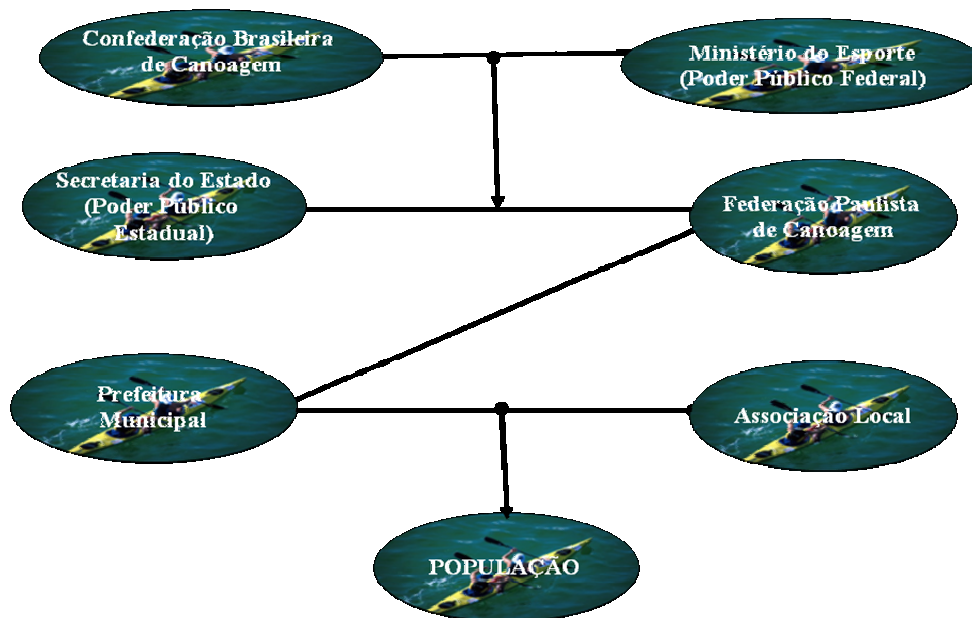 Confederação Brasileira
de Canoagem
Ministério do Esporte
(Poder Público Federal)
Secretaria do Estado
(Poder Público
Estadual)
Federação Paulista
de Canoagem
Prefeitura
Municipal
Associação Local
POPULAÇÃO